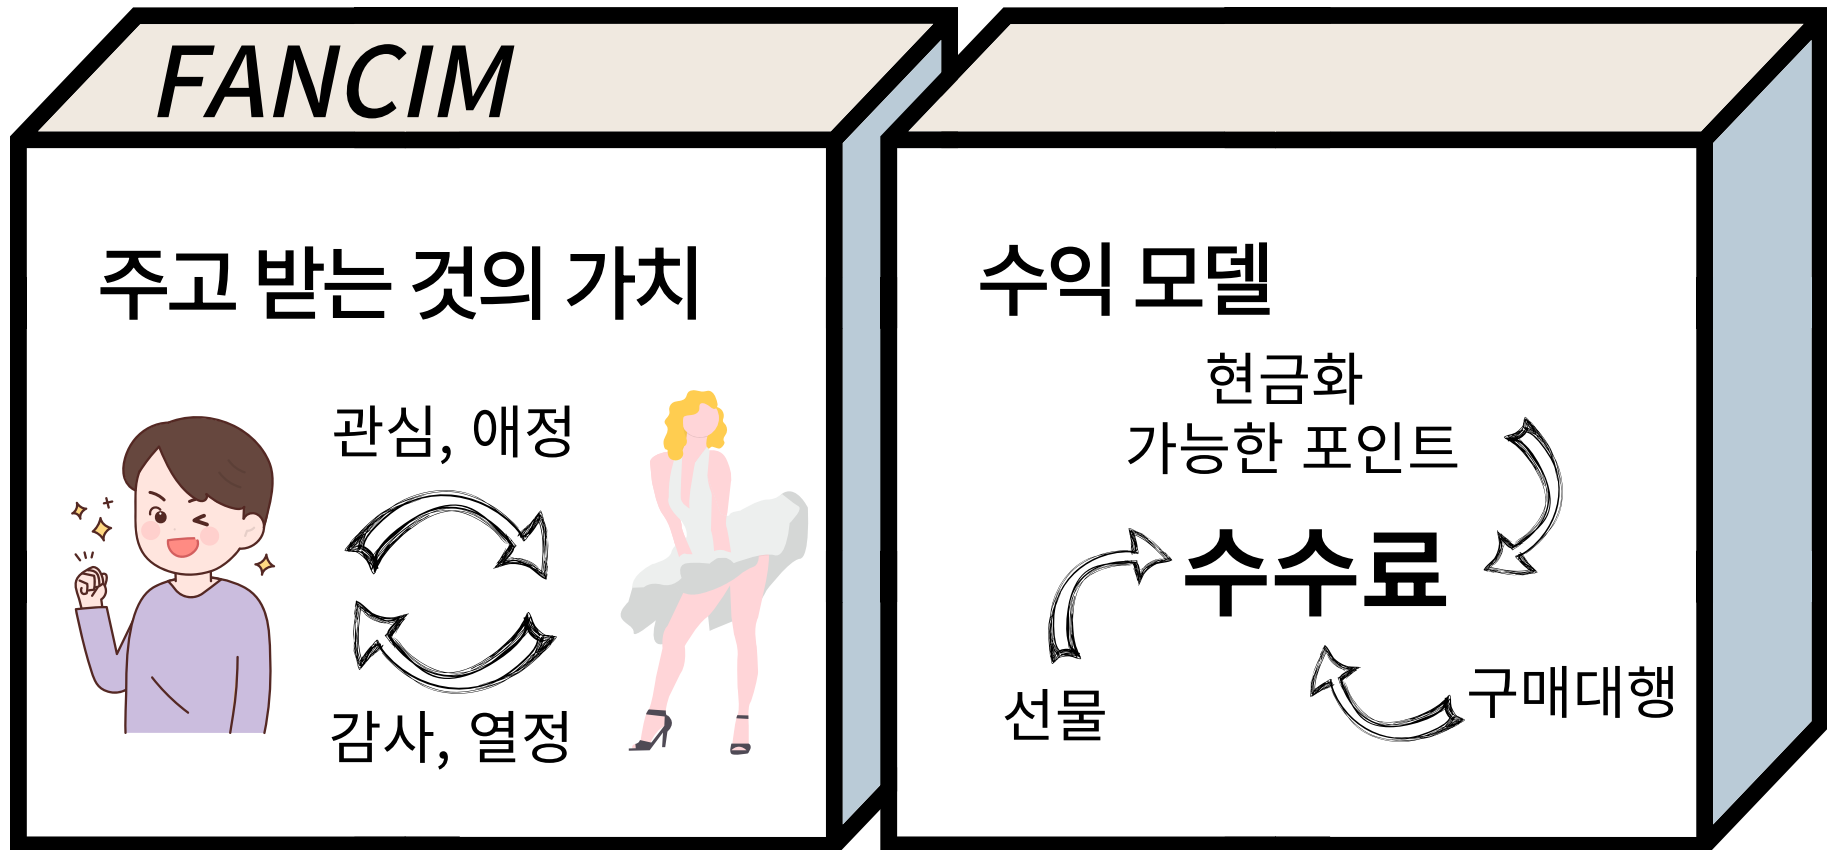 FANCIM
주고 받는 것의 가치
관심, 애정
감사, 열정
수익 모델
현금화
가능한 포인트
수수료
선물
구매대행